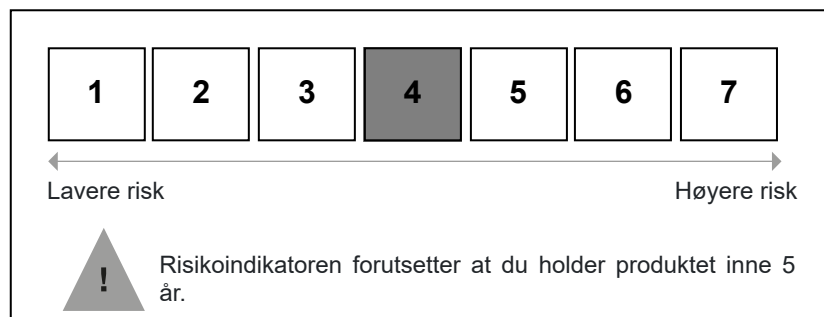 1 2 3 4 5 6 7
Lavere risk Høyere risk
! Risikoindikatoren forutsetter at du holder produktet inne 5
år.